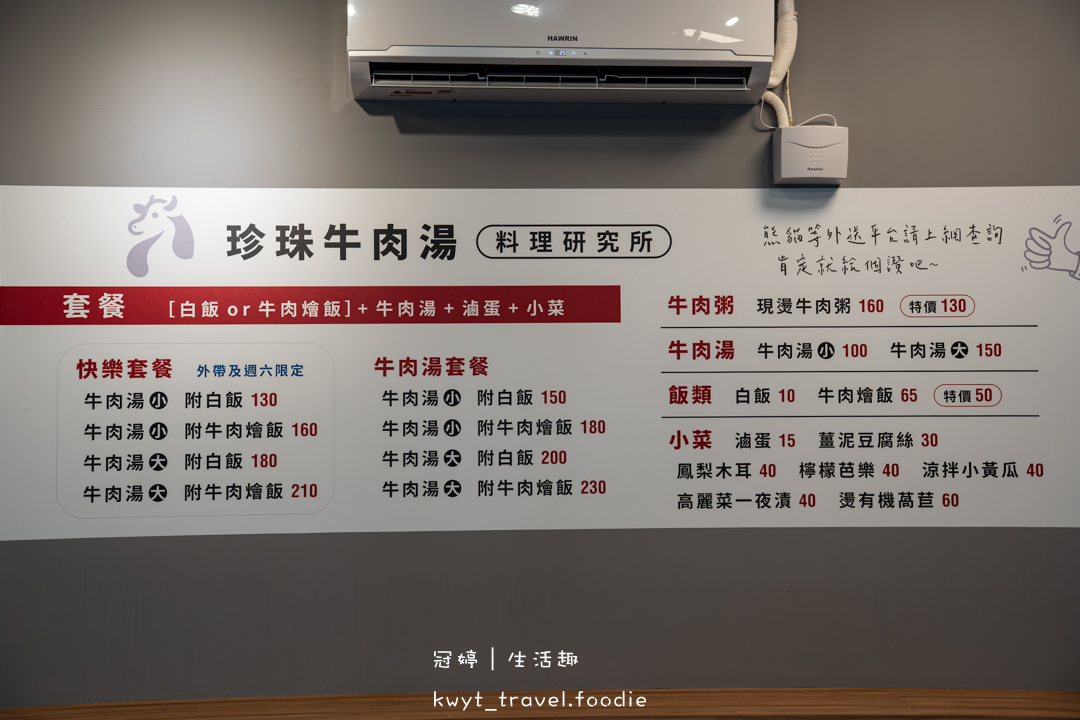 HAWRIN
珍珠牛肉湯 料理研究所
熊貓等外送平台請上網查詢
肯定就給個讚吧~
套餐 [白飯 or 牛肉燴飯] + 牛肉湯 + 滷蛋 + 小菜
快樂套餐 外帶及週六限定
牛肉湯小 附白飯 130
牛肉湯小 附牛肉燴飯 160
牛肉湯大 附白飯 180
牛肉湯大 附牛肉燴飯 210
牛肉湯套餐
牛肉湯小 附白飯 150
牛肉湯小 附牛肉燴飯 180
牛肉湯大 附白飯 200
牛肉湯大 附牛肉燴飯 230
牛肉粥 現燙牛肉粥 160 特價 130
牛肉湯 牛肉湯小 100 牛肉湯大 150
飯類 白飯 10 牛肉燴飯 65 特價 50
小菜 滷蛋 15 薑泥豆腐絲 30
鳳梨木耳 40 檸檬芭樂 40 涼拌小黃瓜 40
高麗菜一夜漬 40 燙有機萵苣 60
冠婷 | 生活趣
kwyt_travel.foodie